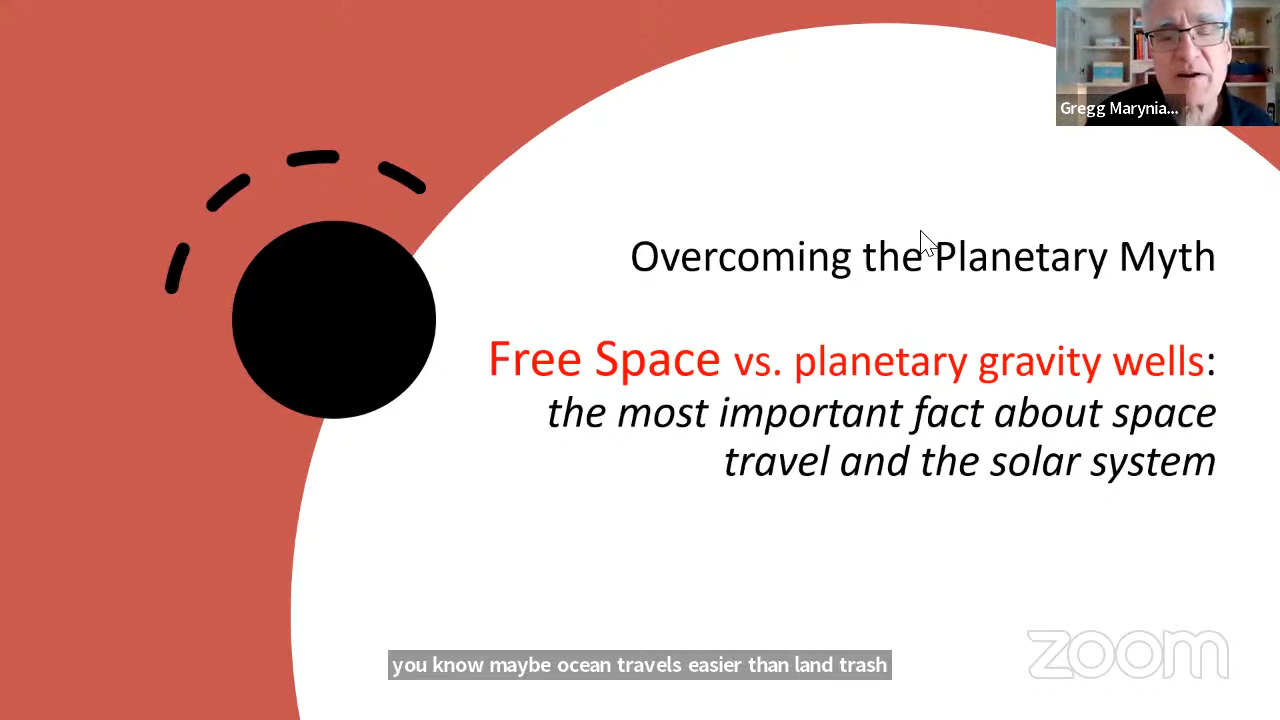 Gregg Marynia...
Overcoming the Planetary Myth
Free Space vs. planetary gravity wells:
the most important fact about space
travel and the solar system
you know maybe ocean travels easier than land trash
zoom